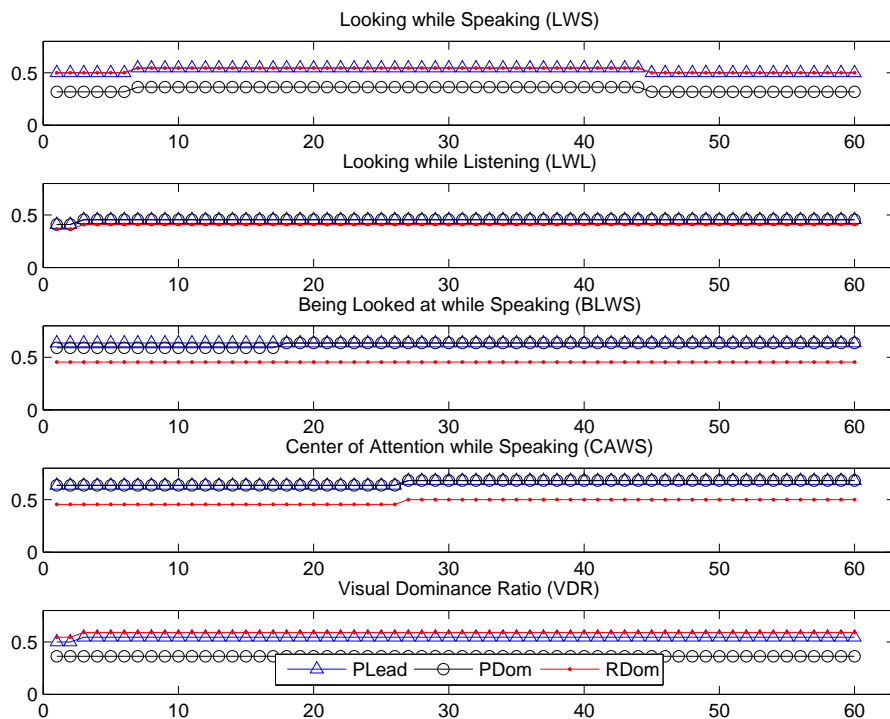 Looking while Speaking (LWS)
0.5
0
0 10 20 30 40 50 60
Looking while Listening (LWL)
0.5
0
0 10 20 30 40 50 60
Being Looked at while Speaking (BLWS)
0.5
0
0 10 20 30 40 50 60
Center of Attention while Speaking (CAWS)
0.5
0
0 10 20 30 40 50 60
Visual Dominance Ratio (VDR)
0.5
PLead PDom RDom
0
0 10 20 30 40 50 60